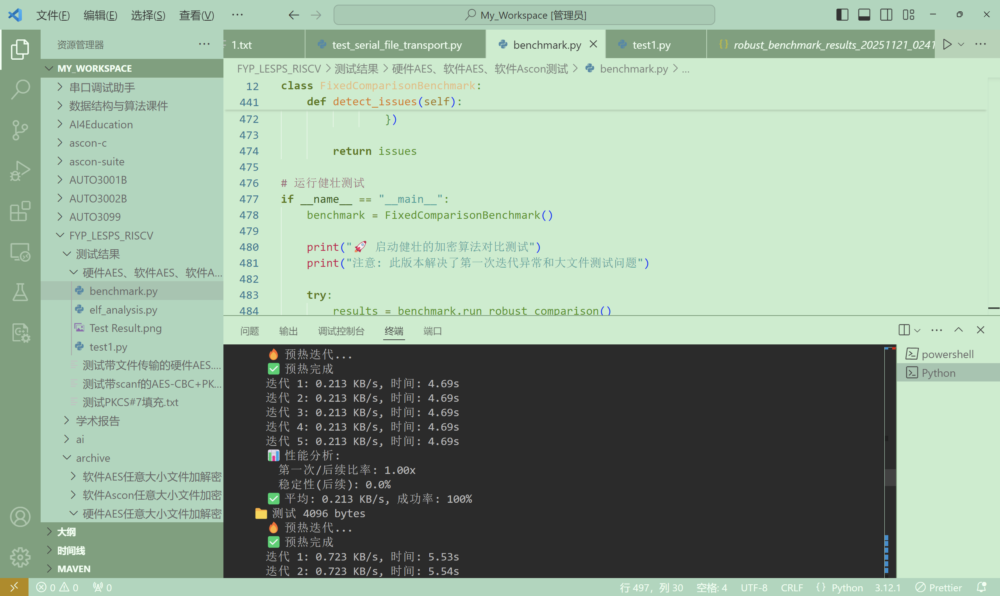 文件(F) 编辑(E) 选择(S) 查看(V) ··· My_Workspace [管理员]
资源管理器 ···
MY_WORKSPACE
串口调试助手
数据结构与算法课件
AI4Education
ascon-c
ascon-suite
AUTO3001B
AUTO3002B
AUTO3099
FYP_LESPS_RISCV
测试结果
硬件AES、软件AES、软件A...
benchmark.py
elf_analysis.py
Test Result.png
test1.py
测试带文件传输的硬件AES....
测试带scanf的AES-CBC+PK...
测试PKCS#7填充.txt
学术报告
ai
archive
软件AES任意大小文件加解密
软件Ascon任意大小文件加密
硬件AES任意大小文件加解密
大纲
时间线
MAVEN
1.txt test_serial_file_transport.py benchmark.py test1.py {} robust_benchmark_results_20251121_0241 ···
FYP_LESPS_RISCV > 测试结果 > 硬件AES、软件AES、软件Ascon测试 > benchmark.py > ...
12 class FixedComparisonBenchmark:
441 def detect_issues(self):
472 })
473
474 return issues
475
476 # 运行健壮测试
477 if __name__ == "__main__":
478 benchmark = FixedComparisonBenchmark()
479
480 print("🚀 启动健壮的加密算法对比测试")
481 print("注意: 此版本解决了第一次迭代异常和大文件测试问题")
482
483 try:
484 results = benchmark.run_robust_comparison()
问题 输出 调试控制台 终端 端口 ···
🔥 预热迭代...
✅ 预热完成
迭代 1: 0.213 KB/s, 时间: 4.69s
迭代 2: 0.213 KB/s, 时间: 4.69s
迭代 3: 0.213 KB/s, 时间: 4.69s
迭代 4: 0.213 KB/s, 时间: 4.69s
迭代 5: 0.213 KB/s, 时间: 4.69s
📊 性能分析:
第一次/后续比率: 1.00x
稳定性(后续): 0.0%
✅ 平均: 0.213 KB/s, 成功率: 100%
📁 测试 4096 bytes
🔥 预热迭代...
✅ 预热完成
迭代 1: 0.723 KB/s, 时间: 5.53s
迭代 2: 0.723 KB/s, 时间: 5.54s
powershell
Python
0 0 0 行 497, 列 30 空格: 4 UTF-8 CRLF {} Python 3.12.1 Prettier